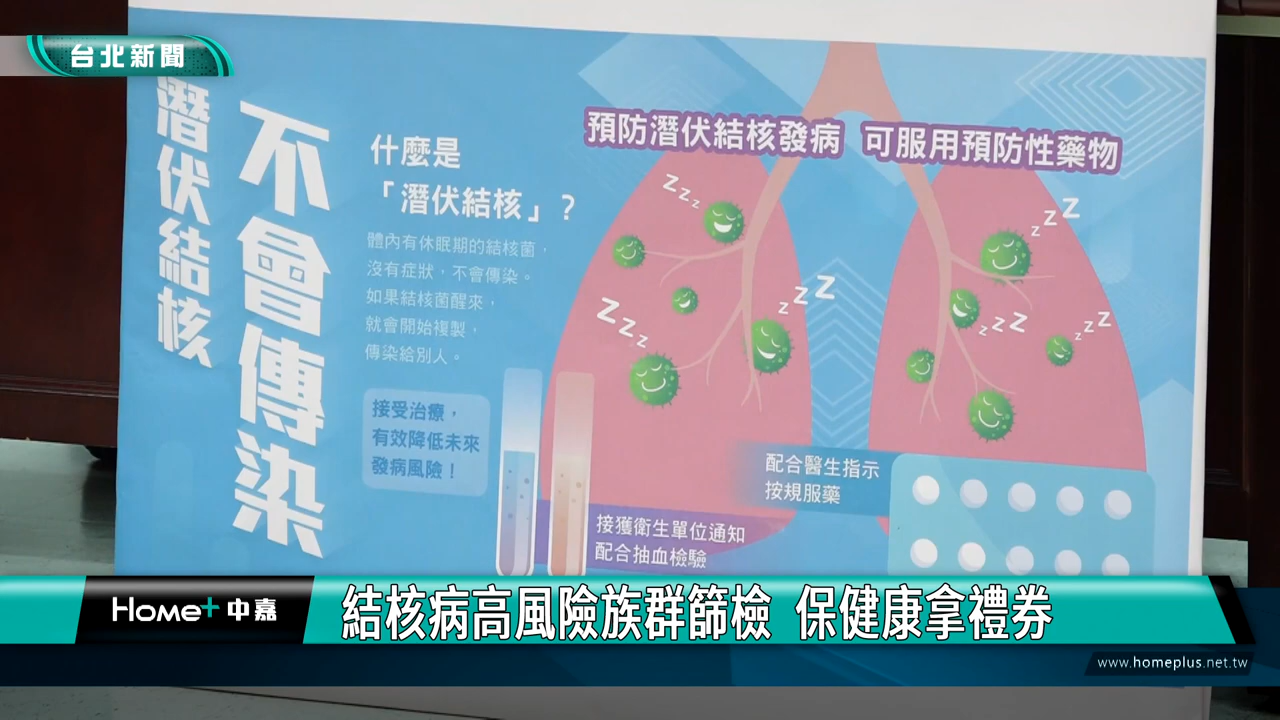 台北新聞
潛伏結核
不會傳染
什麼是
「潛伏結核」?
體內有休眠期的結核菌，
沒有症狀，不會傳染。
如果結核菌醒來，
就會開始複製，
傳染給別人。
接受治療，
有效降低未來
發病風險！
預防潛伏結核發病 可服用預防性藥物
zzz
zzz
zzz
zzz
zzz
zzz
配合醫生指示
按規服藥
接獲衛生單位通知
配合抽血檢驗
Home+中嘉
結核病高風險族群篩檢 保健康拿禮券
www.homeplus.net.tw